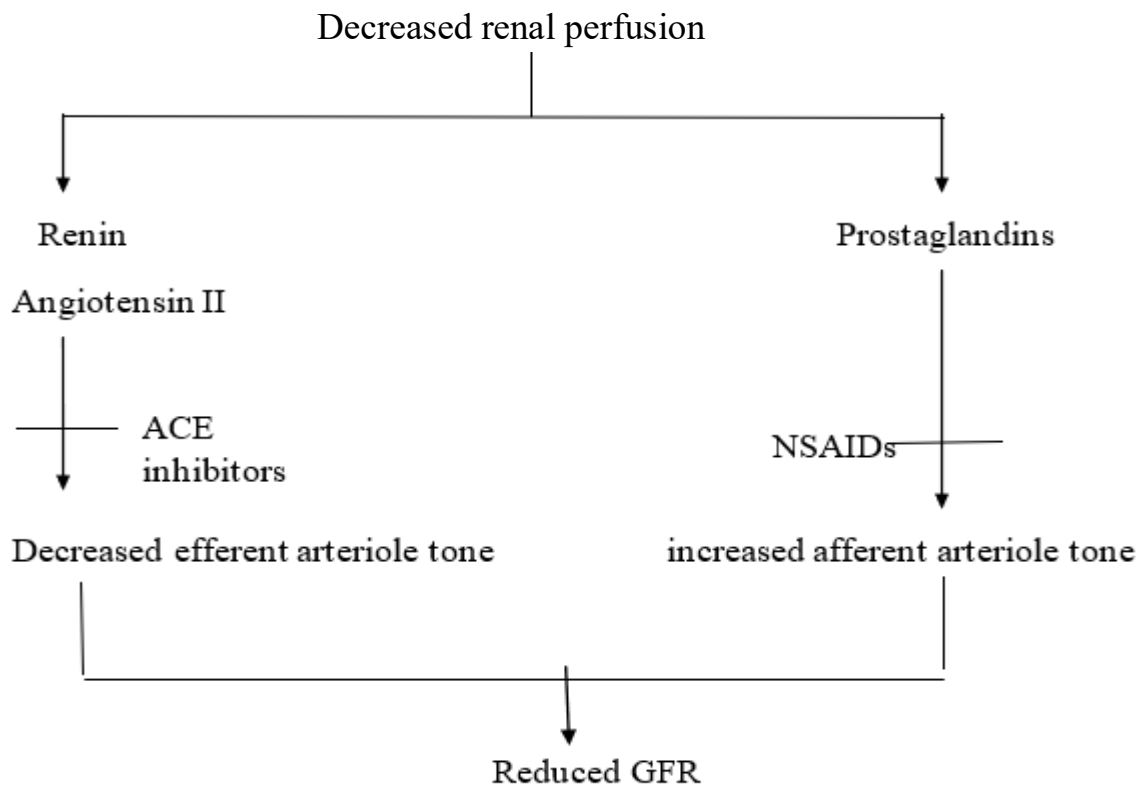 Decreased renal perfusion
Renin
Prostaglandins
Angiotensin II
ACE
inhibitors
NSAIDs
Decreased efferent arteriole tone
increased afferent arteriole tone
Reduced GFR